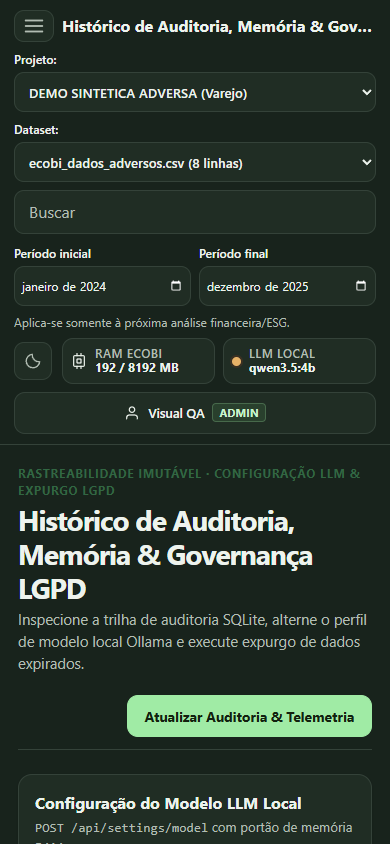 Histórico de Auditoria, Memória & Gov...
Projeto:
DEMO SINTETICA ADVERSA (Varejo)
Dataset:
ecobi_dados_adversos.csv (8 linhas)
Buscar
Período inicial
Período final
janeiro de 2024
dezembro de 2025
Aplica-se somente à próxima análise financeira/ESG.
RAM ECOBI
192 / 8192 MB
LLM LOCAL
qwen3.5:4b
Visual QA ADMIN
RASTREABILIDADE IMUTÁVEL · CONFIGURAÇÃO LLM &
EXPURGO LGPD
Histórico de Auditoria,
Memória & Governança
LGPD
Inspecione a trilha de auditoria SQLite, alterne o perfil
de modelo local Ollama e execute expurgo de dados
expirados.
Atualizar Auditoria & Telemetria
Configuração do Modelo LLM Local
POST /api/settings/model com portão de memória